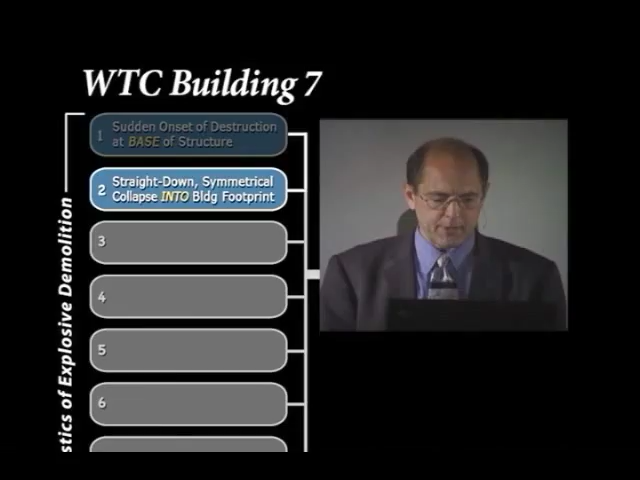 WTC Building 7
1 Sudden Onset of Destruction
at BASE of Structure
2 Straight-Down, Symmetrical
Collapse INTO Bldg Footprint
3
4
5
6
stics of Explosive Demolition